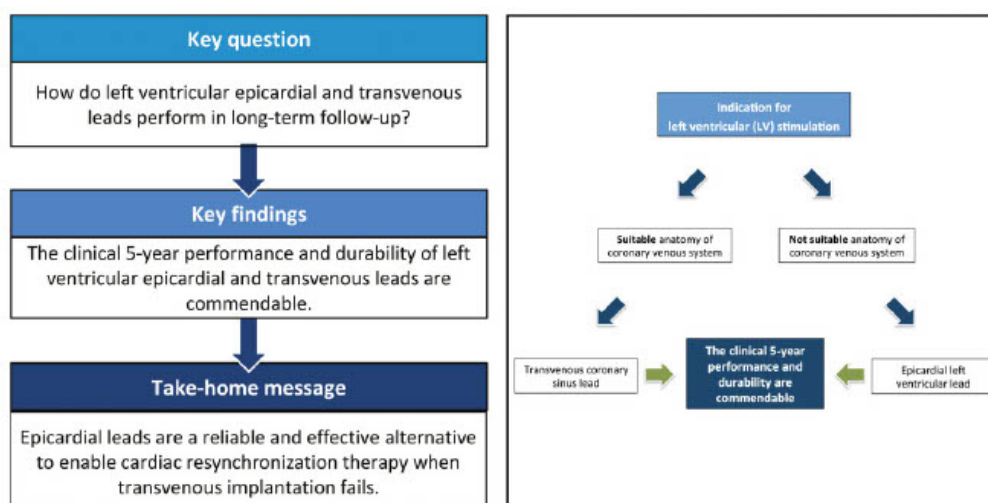 Key question
How do left ventricular epicardial and transvenous
leads perform in long-term follow-up?
Key findings
The clinical 5-year performance and durability of left
ventricular epicardial and transvenous leads are
commendable.
Take-home message
Epicardial leads are a reliable and effective alternative
to enable cardiac resynchronization therapy when
transvenous implantation fails.
Indication for
left ventricular (LV) stimulation
Suitable anatomy of
coronary venous system
Not suitable anatomy of
coronary venous system
Transvenous coronary
sinus lead
The clinical 5-year
performance and
durability are
commendable
Epicardial left
ventricular lead